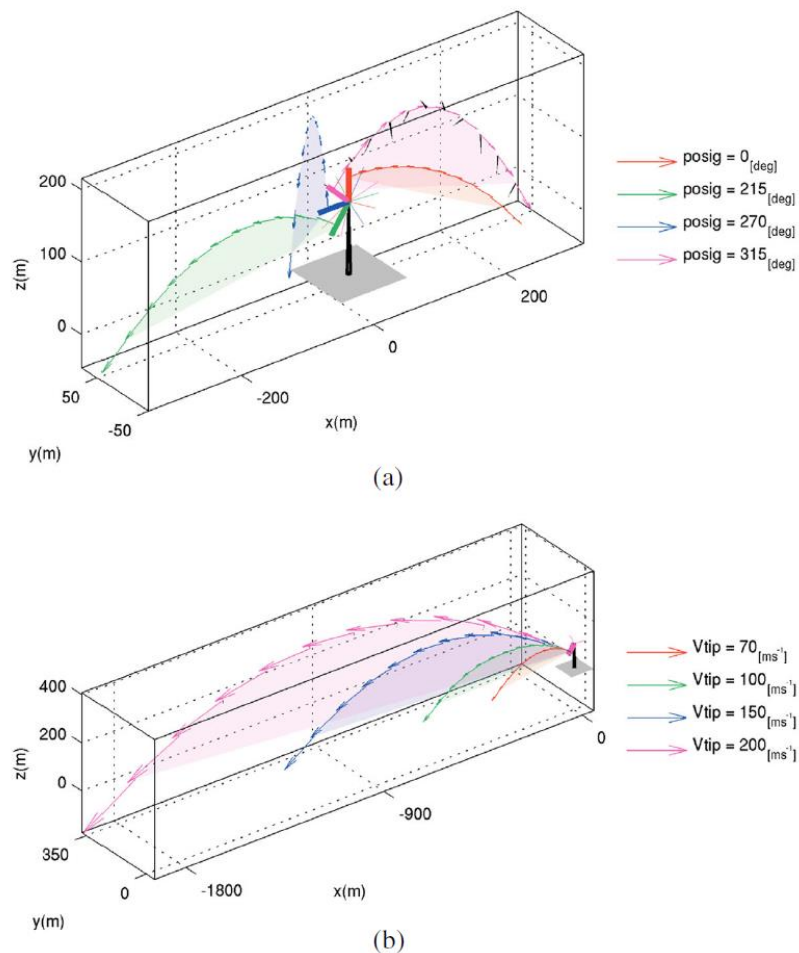 200
100
0
z(m)
50
-50
y(m)
-200
0
200
x(m)
posig = 0[deg]
posig = 215[deg]
posig = 270[deg]
posig = 315[deg]
(a)
400
200
0
z(m)
350
0
y(m)
-1800
-900
0
x(m)
Vtip = 70[ms⁻¹]
Vtip = 100[ms⁻¹]
Vtip = 150[ms⁻¹]
Vtip = 200[ms⁻¹]
(b)